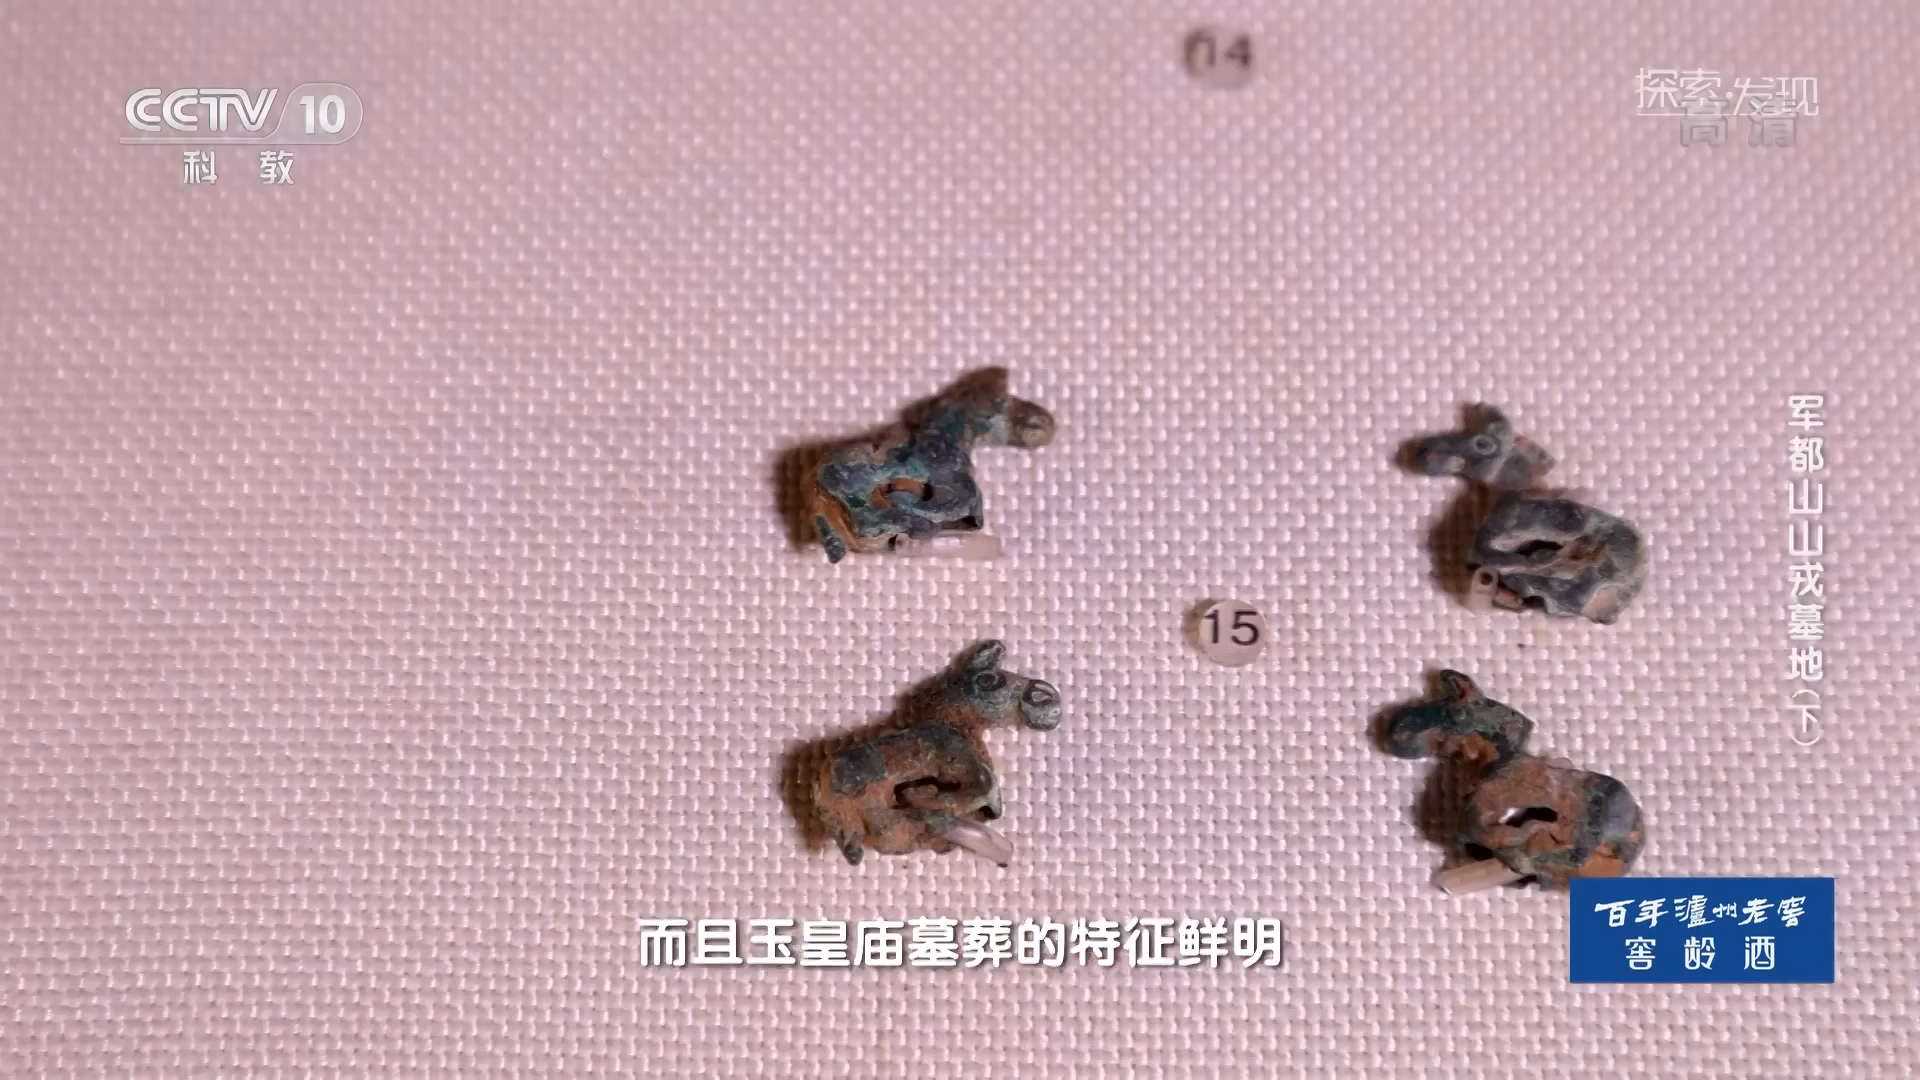 14
CCTV 10
科 教
探索·发现
高清
军都山山戎墓地(下)
15
而且玉皇庙墓葬的特征鲜明
百年泸州老窖
窖 龄 酒